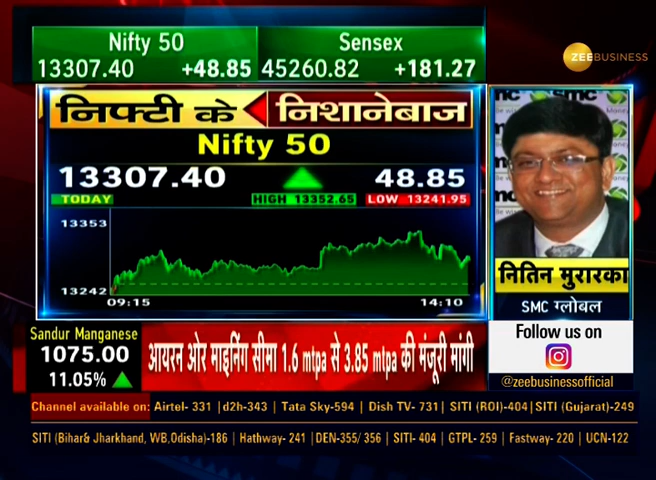 Nifty 50
13307.40 +48.85
Sensex
45260.82 +181.27
ZEEBUSINESS
निफ्टी के निशानेबाज
Nifty 50
13307.40 48.85
TODAY HIGH 13352.65 LOW 13241.95
13353
13242
09:15 14:10
smc
नितिन मुरारका
SMC ग्लोबल
Sandur Manganese
1075.00
11.05%
आयरन ओर माइनिंग सीमा 1.6 mtpa से 3.85 mtpa की मंजूरी मांगी
Follow us on
@zeebusinessofficial
Channel available on: Airtel- 331 | d2h-343 | Tata Sky-594 | Dish TV- 731 | SITI (ROI)-404 | SITI (Gujarat)-249
SITI (Bihar& Jharkhand, WB,Odisha)-186 | Hathway- 241 |DEN-355/ 356 | SITI- 404 | GTPL- 259 | Fastway- 220 | UCN-122